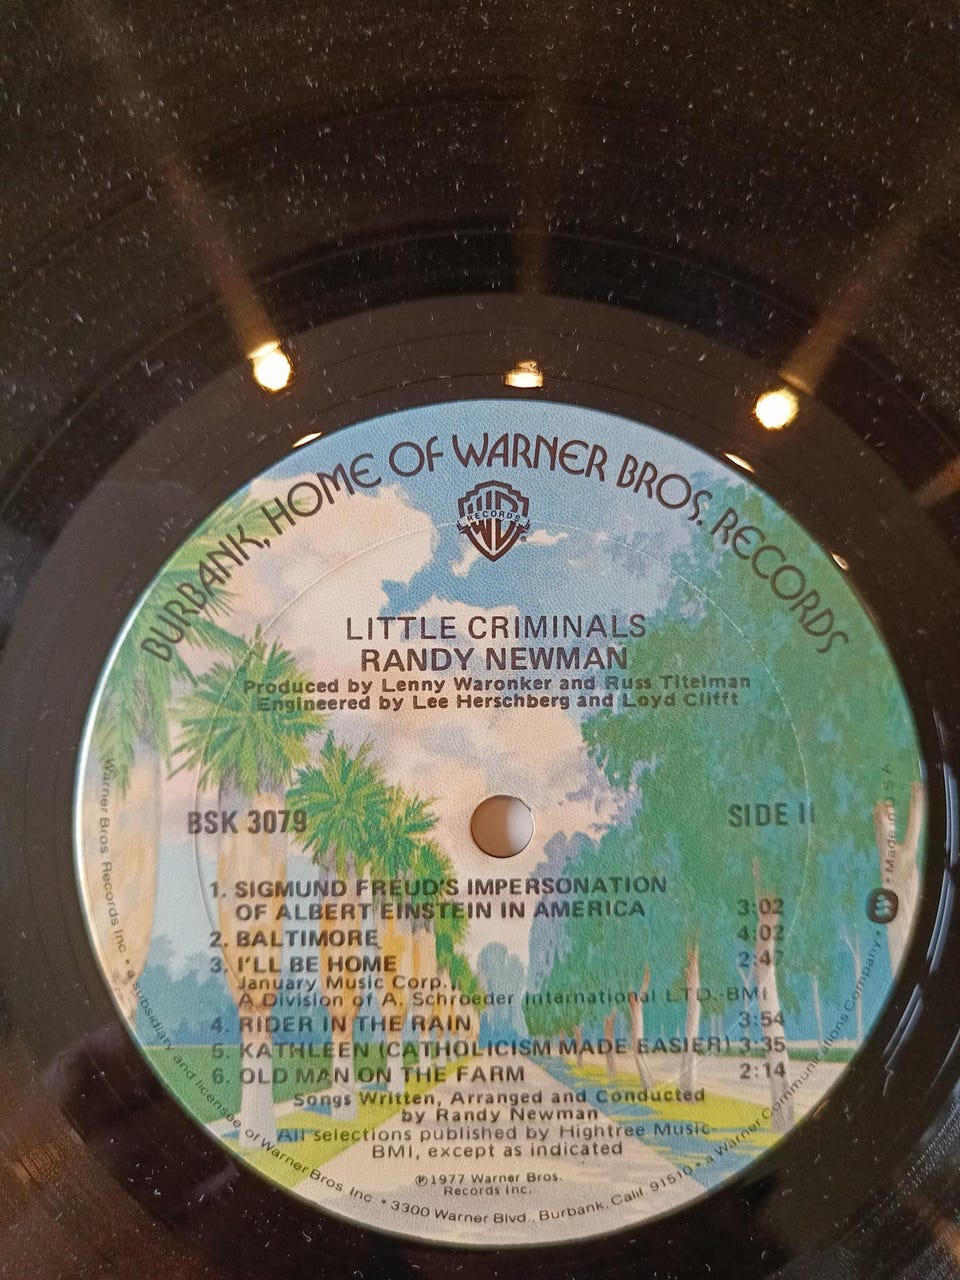 BURBANK, HOME OF WARNER BROS. RECORDS
W RECORDS
®
LITTLE CRIMINALS
RANDY NEWMAN
Produced by Lenny Waronker and Russ Titelman
Engineered by Lee Herschberg and Loyd Clifft
BSK 3079
SIDE II
1. SIGMUND FREUD'S IMPERSONATION
OF ALBERT EINSTEIN IN AMERICA 3:02
2. BALTIMORE 4:02
3. I'LL BE HOME 2:47
January Music Corp.,
A Division of A. Schroeder International LTD.-BMI
4. RIDER IN THE RAIN 3:54
5. KATHLEEN (CATHOLICISM MADE EASIER) 3:35
6. OLD MAN ON THE FARM 2:14
Songs Written, Arranged and Conducted
by Randy Newman
All selections published by Hightree Music-
BMI, except as indicated
℗1977 Warner Bros.
Records Inc.
Warner Bros. Records Inc. • a subsidiary and licensee of Warner Bros. Inc. • 3300 Warner Blvd., Burbank, Calif. 91510 • a Warner Communications Company • W • Made in U S A